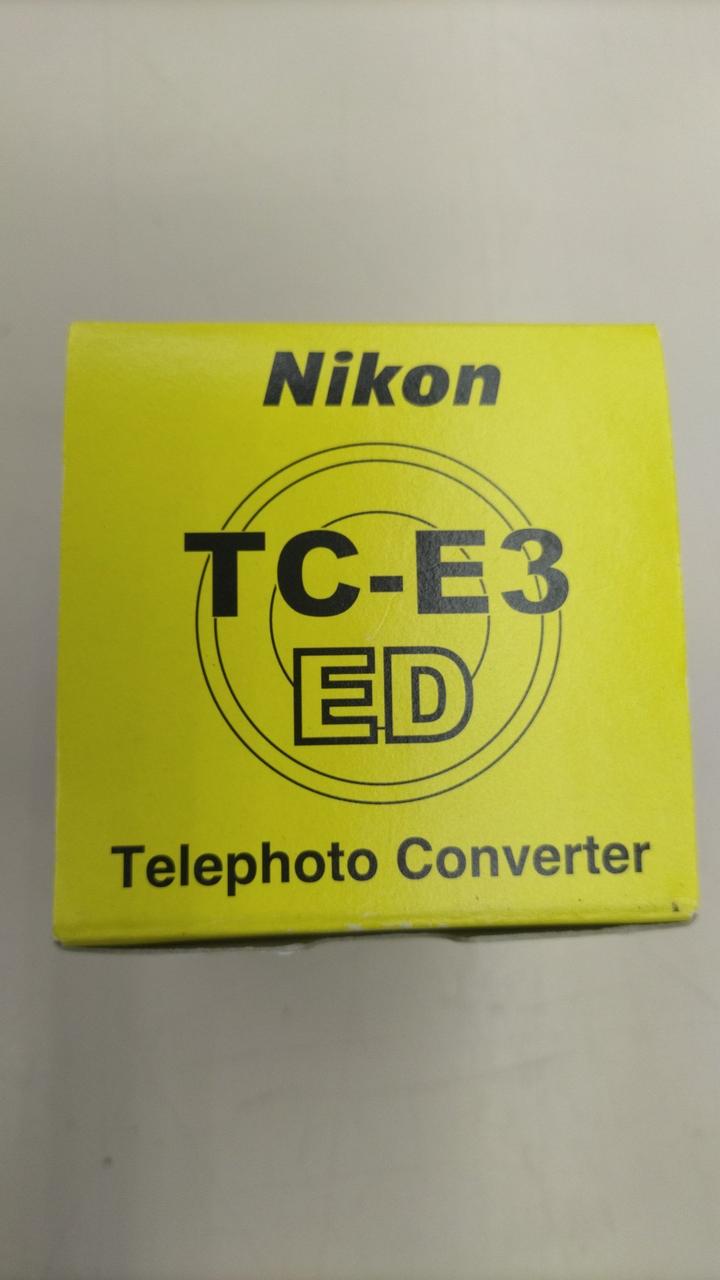 Nikon
TC-E3
ED
Telephoto Converter